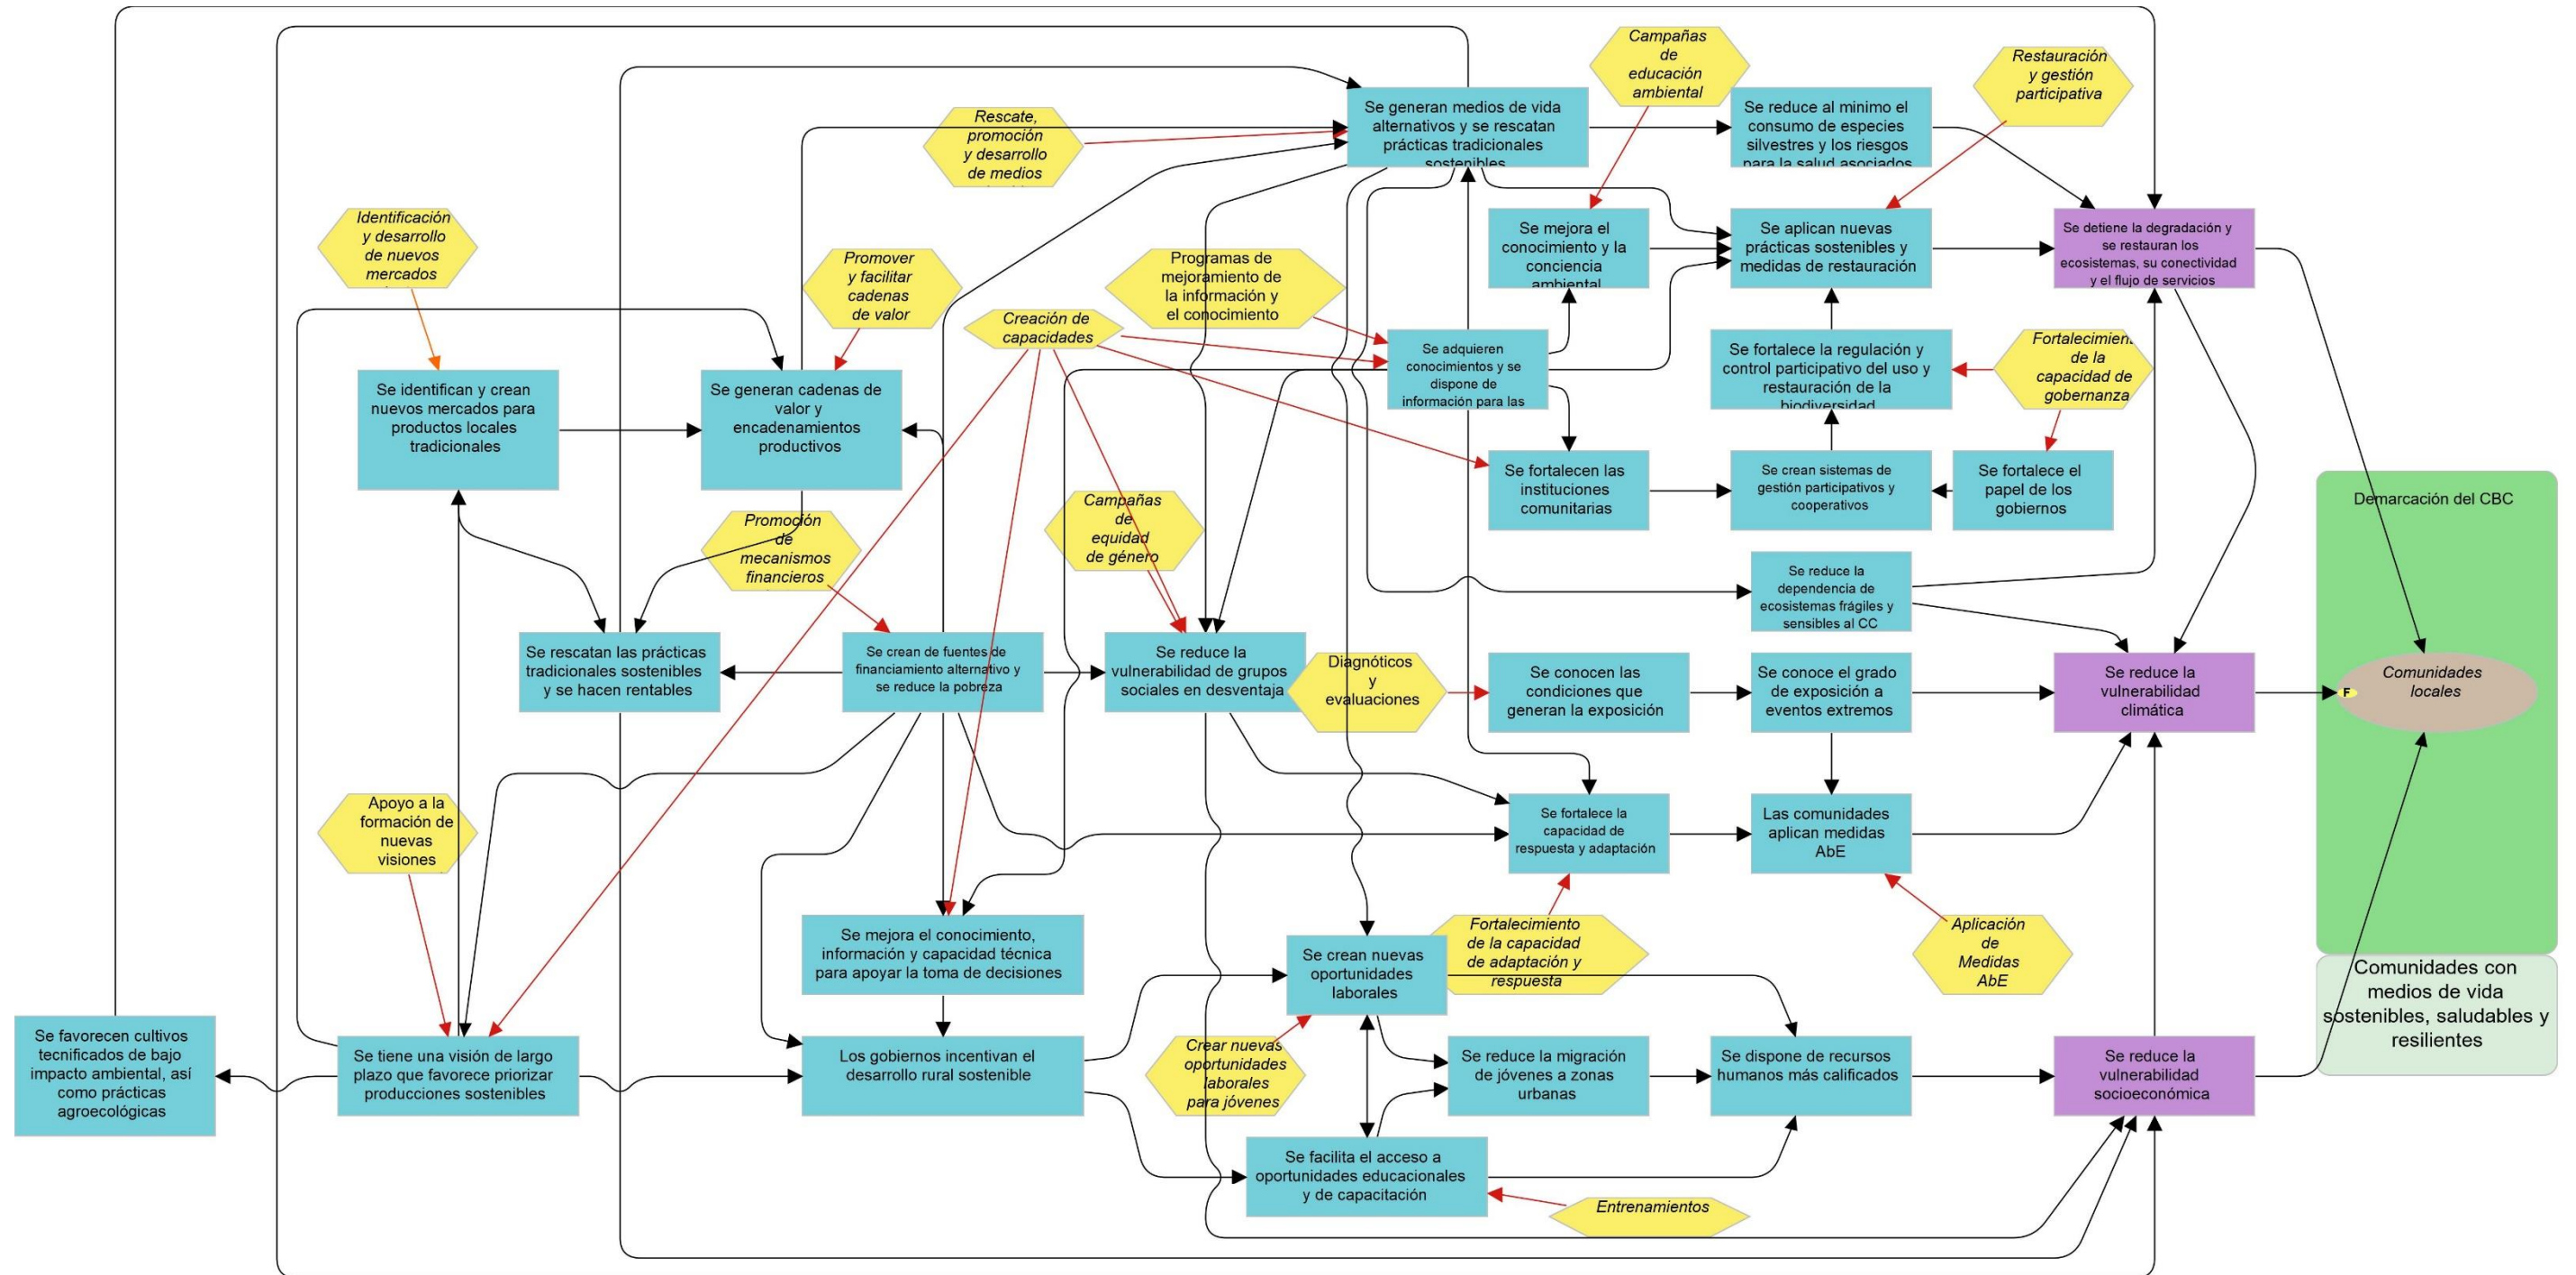 Campañas
de
educación
ambiental
Restauración
y gestión
participativa
Rescate,
promoción
y desarrollo
de medios
Se generan medios de vida
alternativos y se rescatan
prácticas tradicionales
sostenibles
Se reduce al minimo el
consumo de especies
silvestres y los riesgos
para la salud asociados
Identificación
y desarrollo
de nuevos
mercados
Promover
y facilitar
cadenas
de valor
Programas de
mejoramiento de
la información y
el conocimiento
Se mejora el
conocimiento y la
conciencia
ambiental
Se aplican nuevas
prácticas sostenibles y
medidas de restauración
Se detiene la degradación y
se restauran los
ecosistemas, su conectividad
y el flujo de servicios
Creación de
capacidades
Se adquieren
conocimientos y se
dispone de
información para las
Se fortalece la regulación y
control participativo del uso y
restauración de la
biodiversidad
de la
capacidad de
gobernanza
Se identifican y crean
nuevos mercados para
productos locales
tradicionales
Se generan cadenas de
valor y
encadenamientos
productivos
Se fortalecen las
instituciones
comunitarias
Se crean sistemas de
gestión participativos y
cooperativos
Se fortalece el
papel de los
gobiernos
Demarcación del CBC
Promoción
de
mecanismos
financieros
Campañas
de
equidad
de género
Se reduce la
dependencia de
ecosistemas frágiles y
sensibles al CC
Se rescatan las prácticas
tradicionales sostenibles
y se hacen rentables
Se crean de fuentes de
financiamiento alternativo y
se reduce la pobreza
Se reduce la
vulnerabilidad de grupos
sociales en desventaja
Diagnóticos
y
evaluaciones
Se conocen las
condiciones que
generan la exposición
Se conoce el grado
de exposición a
eventos extremos
Se reduce la
vulnerabilidad
climática
F
Comunidades
locales
Apoyo a la
formación de
nuevas
visiones
Se fortalece la
capacidad de
respuesta y adaptación
Las comunidades
aplican medidas
AbE
Se mejora el conocimiento,
información y capacidad técnica
para apoyar la toma de decisiones
Se crean nuevas
oportunidades
laborales
Fortalecimiento
de la capacidad
de adaptación y
respuesta
Aplicación
de
Medidas
AbE
Comunidades con
medios de vida
sostenibles, saludables y
resilientes
Se favorecen cultivos
tecnificados de bajo
impacto ambiental, así
como prácticas
agroecológicas
Se tiene una visión de largo
plazo que favorece priorizar
producciones sostenibles
Los gobiernos incentivan el
desarrollo rural sostenible
Crear nuevas
oportunidades
laborales
para jóvenes
Se reduce la migración
de jóvenes a zonas
urbanas
Se dispone de recursos
humanos más calificados
Se reduce la
vulnerabilidad
socioeconómica
Se facilita el acceso a
oportunidades educacionales
y de capacitación
Entrenamientos